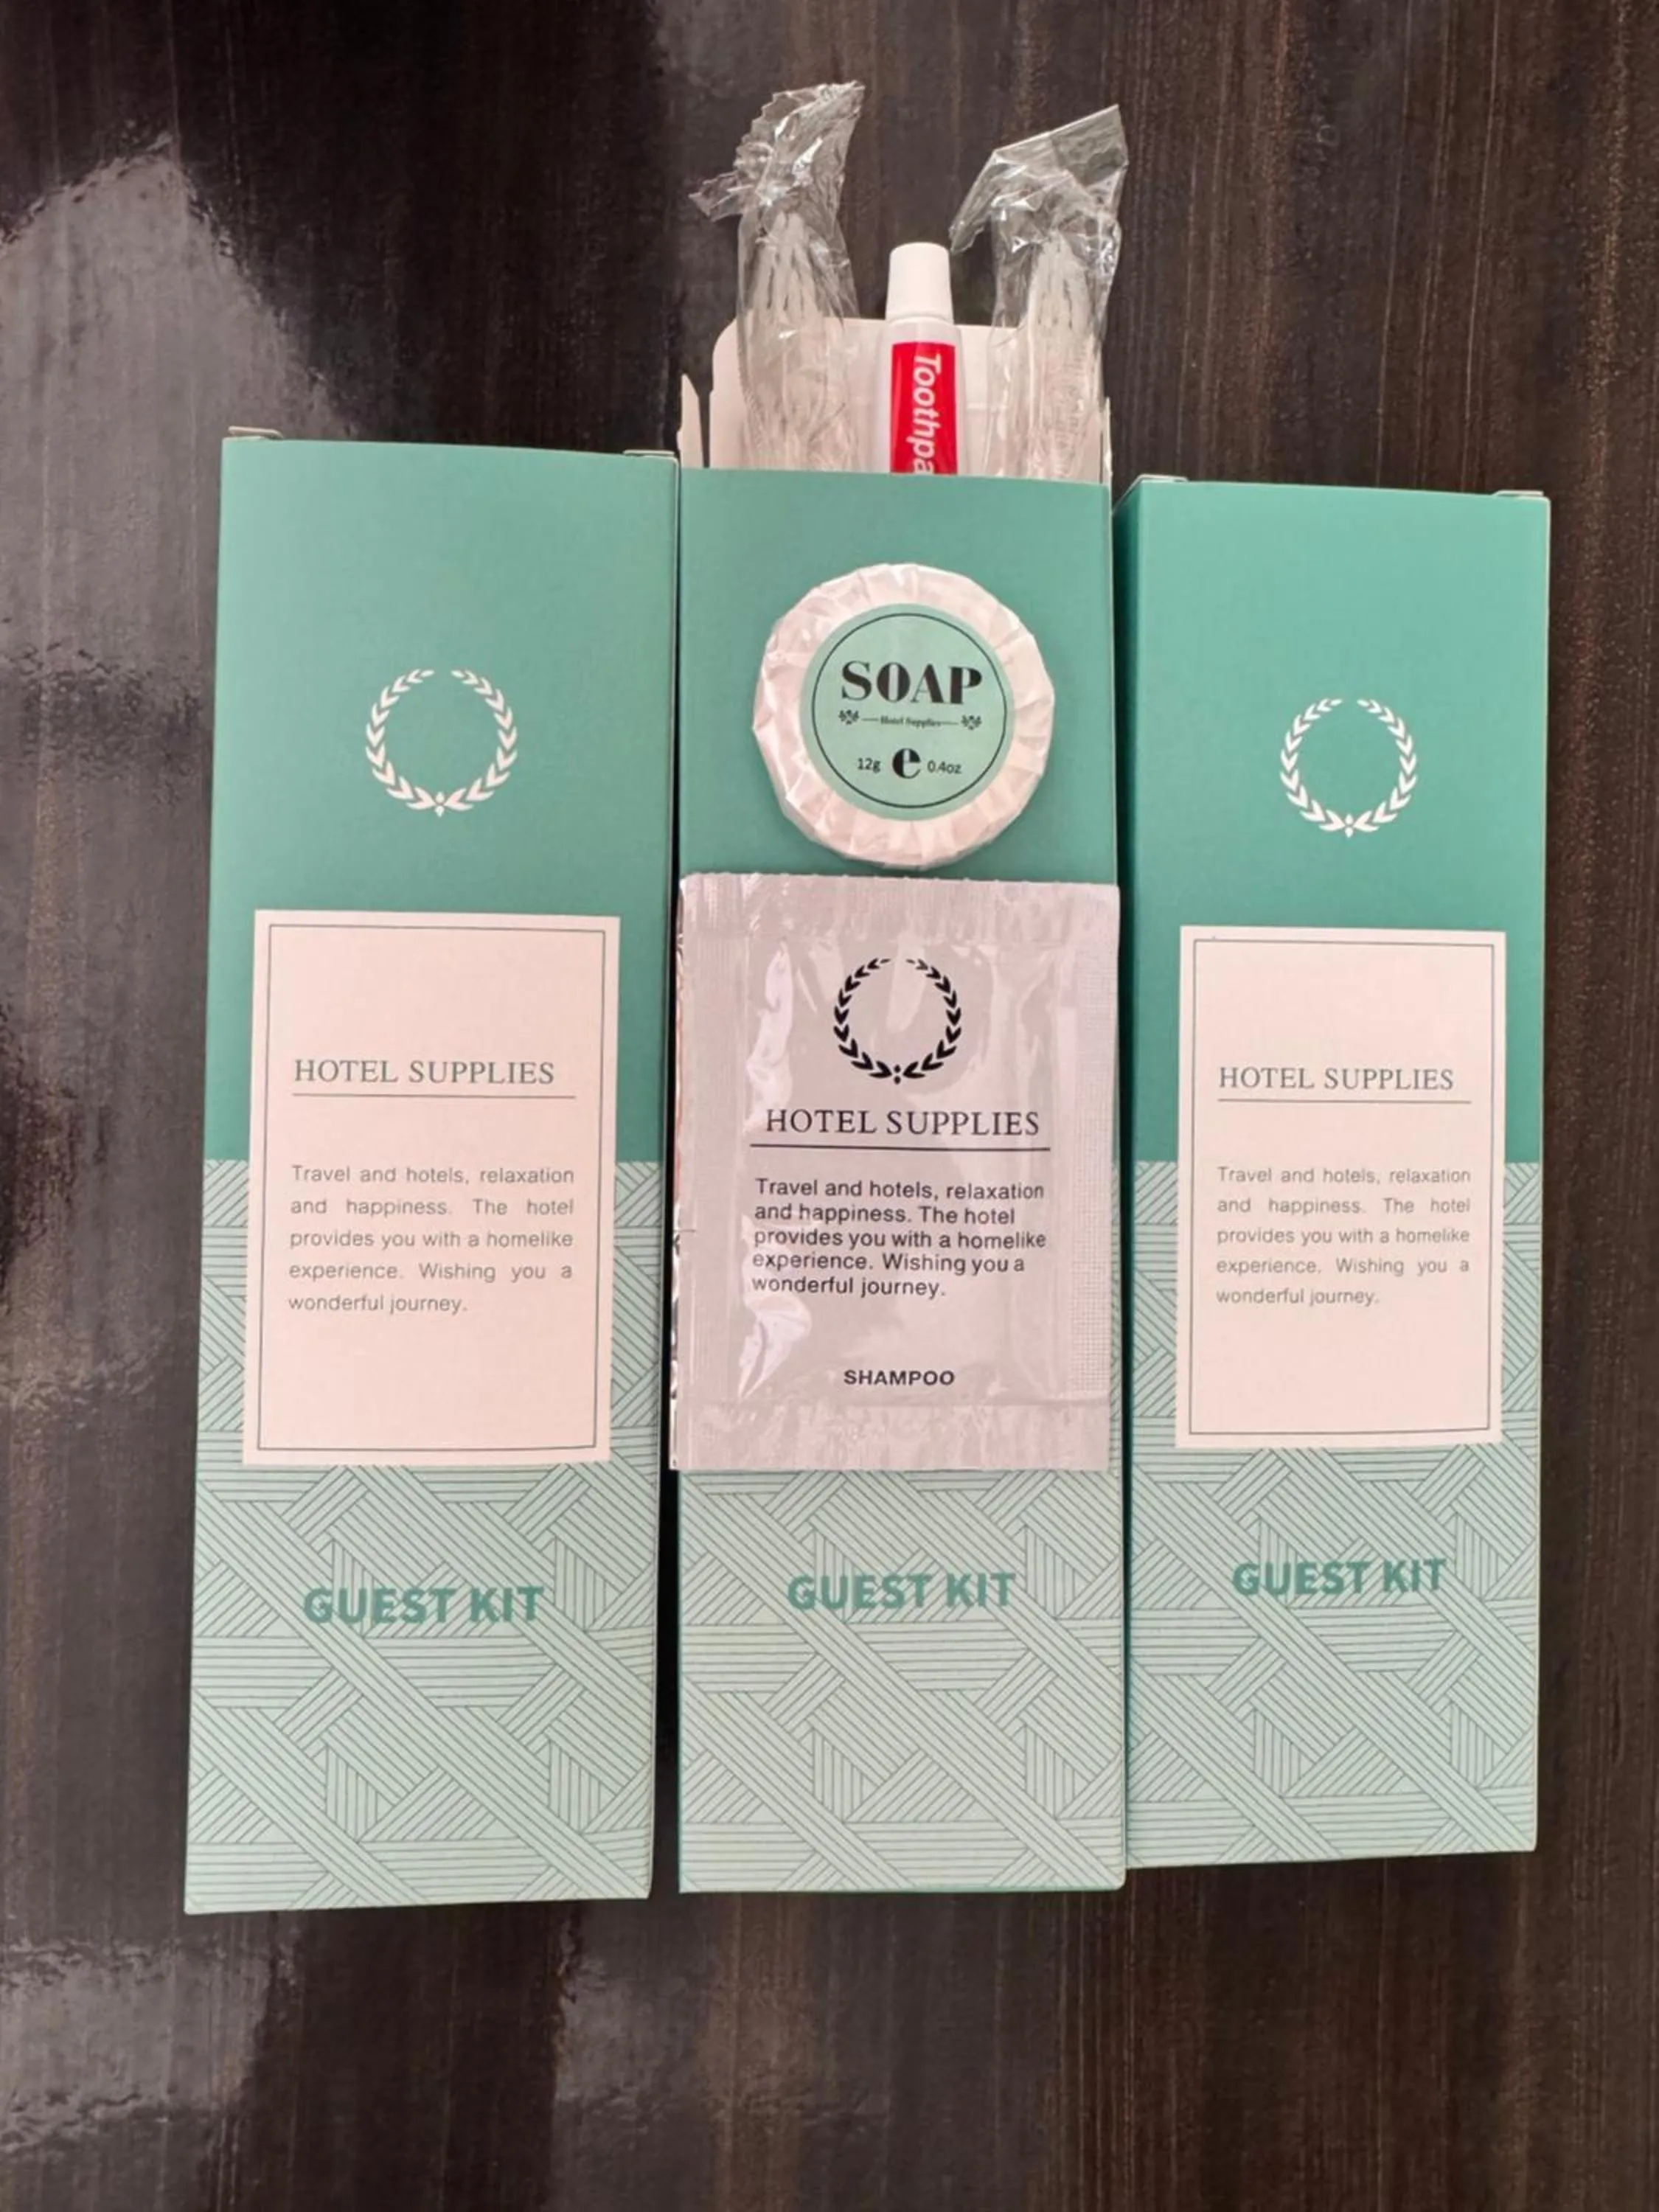 Toothpa
SOAP
Hotel Supplies
12g e 0.4oz
HOTEL SUPPLIES
Travel and hotels, relaxation
and happiness. The hotel
provides you with a homelike
experience. Wishing you a
wonderful journey.
GUEST KIT
HOTEL SUPPLIES
Travel and hotels, relaxation
and happiness. The hotel
provides you with a homelike
experience. Wishing you a
wonderful journey.
SHAMPOO
GUEST KIT
HOTEL SUPPLIES
Travel and hotels, relaxation
and happiness. The hotel
provides you with a homelike
experience. Wishing you a
wonderful journey.
GUEST KIT